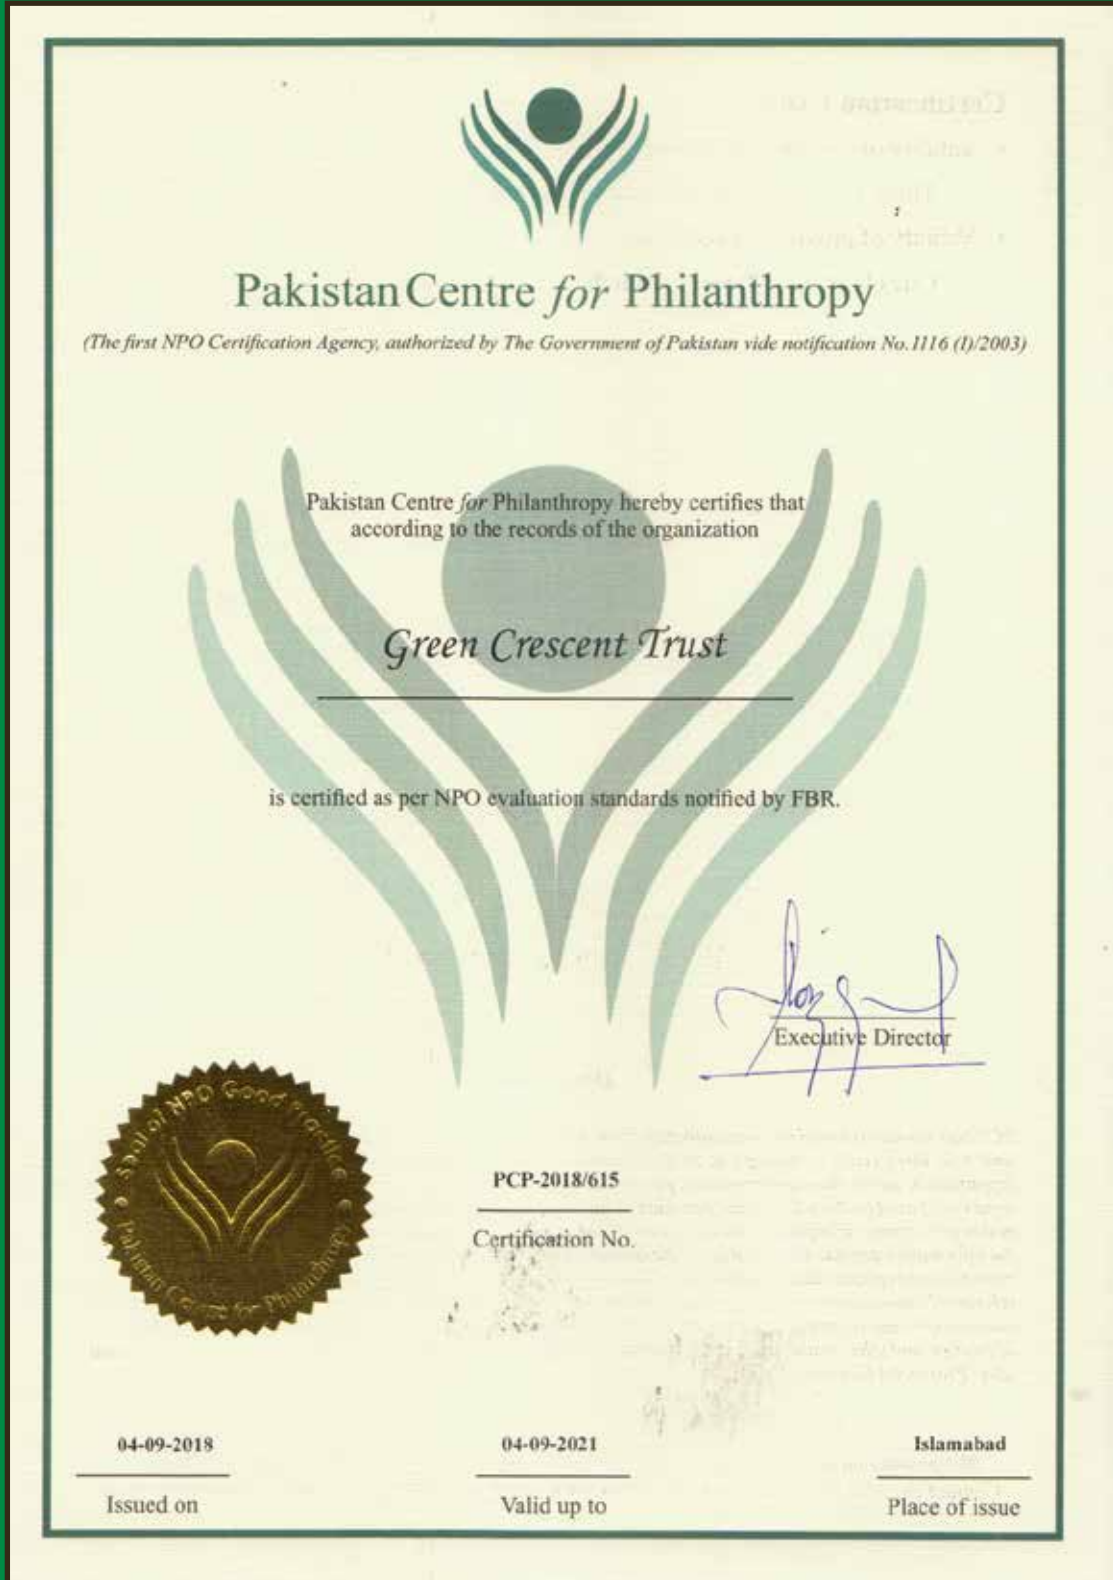 Pakistan Centre for Philanthropy
(The first NPO Certification Agency, authorized by The Government of Pakistan vide notification No. 1116 (I)/2003)
Pakistan Centre for Philanthropy hereby certifies that
according to the records of the organization
Green Crescent Trust
is certified as per NPO evaluation standards notified by FBR.
Executive Director
Seal of NPO Good Practice
Pakistan Centre for Philanthropy
PCP-2018/615
Certification No.
04-09-2018
04-09-2021
Islamabad
Issued on
Valid up to
Place of issue